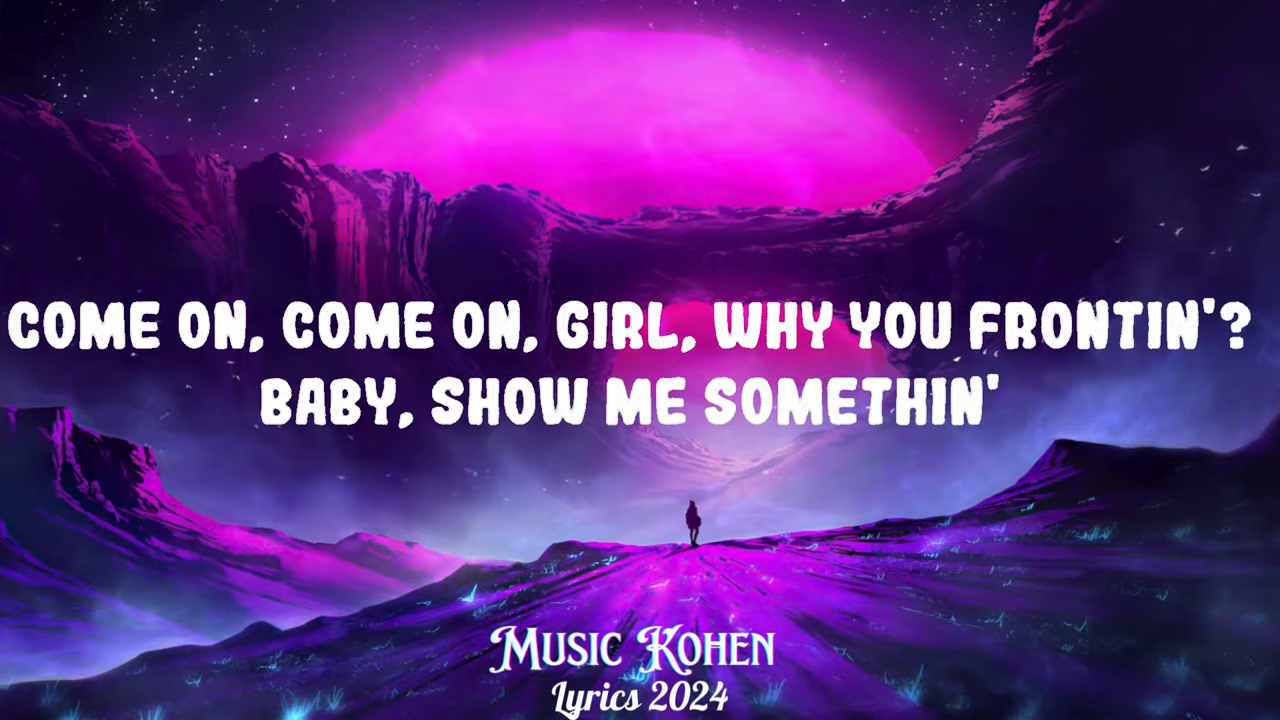 COME ON, COME ON, GIRL, WHY YOU FRONTIN'?
BABY, SHOW ME SOMETHIN'
MUSIC KOHEN
Lyrics 2024